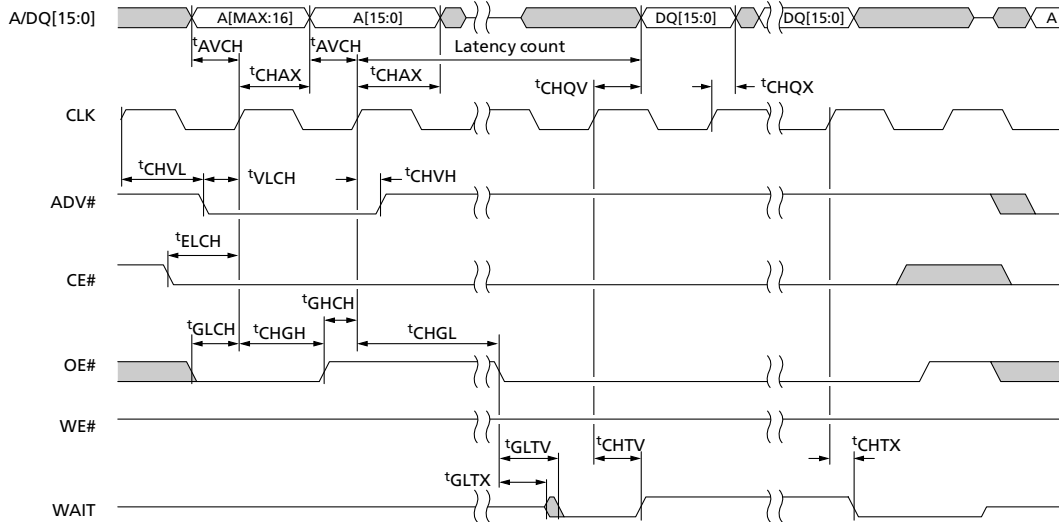 A/DQ[15:0] A[MAX:16] A[15:0] DQ[15:0] DQ[15:0] A
tAVCH tAVCH Latency count
tCHAX tCHAX tCHQV tCHQX
CLK
tCHVL tVLCH tCHVH
ADV#
tELCH
CE#
tGHCH
tGLCH tCHGH tCHGL
OE#
WE#
tGLTV tCHTV tCHTX
tGLTX
WAIT